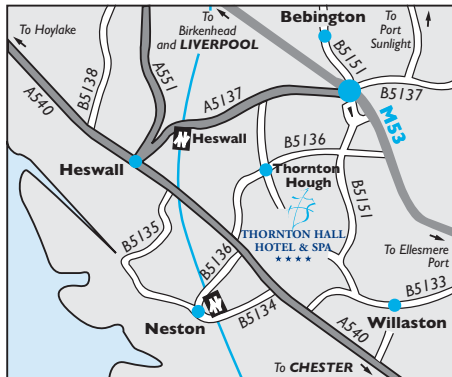 To
Birkenhead
and LIVERPOOL
Bebington
To
Port
Sunlight
To Hoylake
A540
B5138
A551
A5137
B5151
B5137
M53
Heswall
Heswall
B5136
Thornton
Hough
B5151
THORNTON HALL
HOTEL & SPA
★★★★
B5135
B5136
To Ellesmere
Port
B5133
Neston
B5134
Willaston
A540
To CHESTER